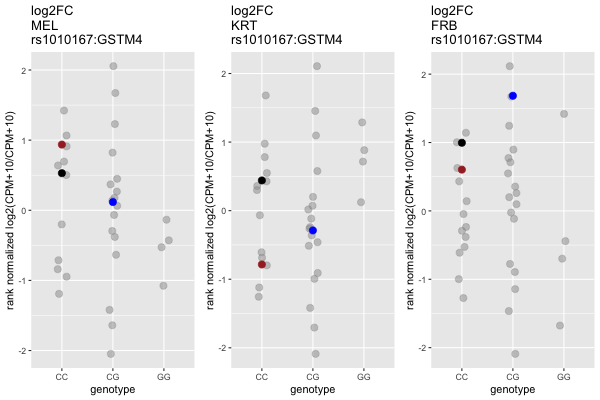 log2FC
MEL
rs1010167:GSTM4
rank normalized log2(CPM+10/CPM+10)
2
1
0
-1
-2
CC
CG
GG
genotype
log2FC
KRT
rs1010167:GSTM4
rank normalized log2(CPM+10/CPM+10)
2
1
0
-1
-2
CC
CG
GG
genotype
log2FC
FRB
rs1010167:GSTM4
rank normalized log2(CPM+10/CPM+10)
2
1
0
-1
-2
CC
CG
GG
genotype